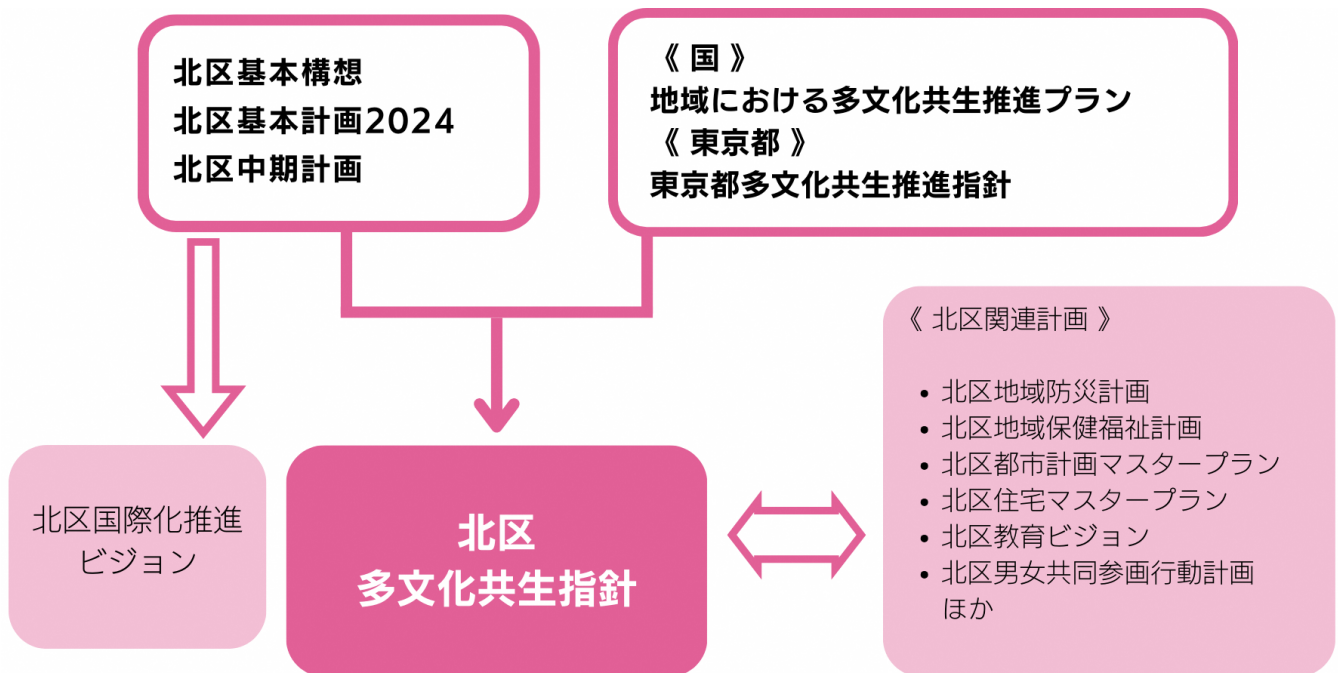 北区基本構想
北区基本計画2024
北区中期計画
《 国 》
地域における多文化共生推進プラン
《 東京都 》
東京都多文化共生推進指針
北区国際化推進
ビジョン
北区
多文化共生指針
《 北区関連計画 》
• 北区地域防災計画
• 北区地域保健福祉計画
• 北区都市計画マスタープラン
• 北区住宅マスタープラン
• 北区教育ビジョン
• 北区男女共同参画行動計画
ほか